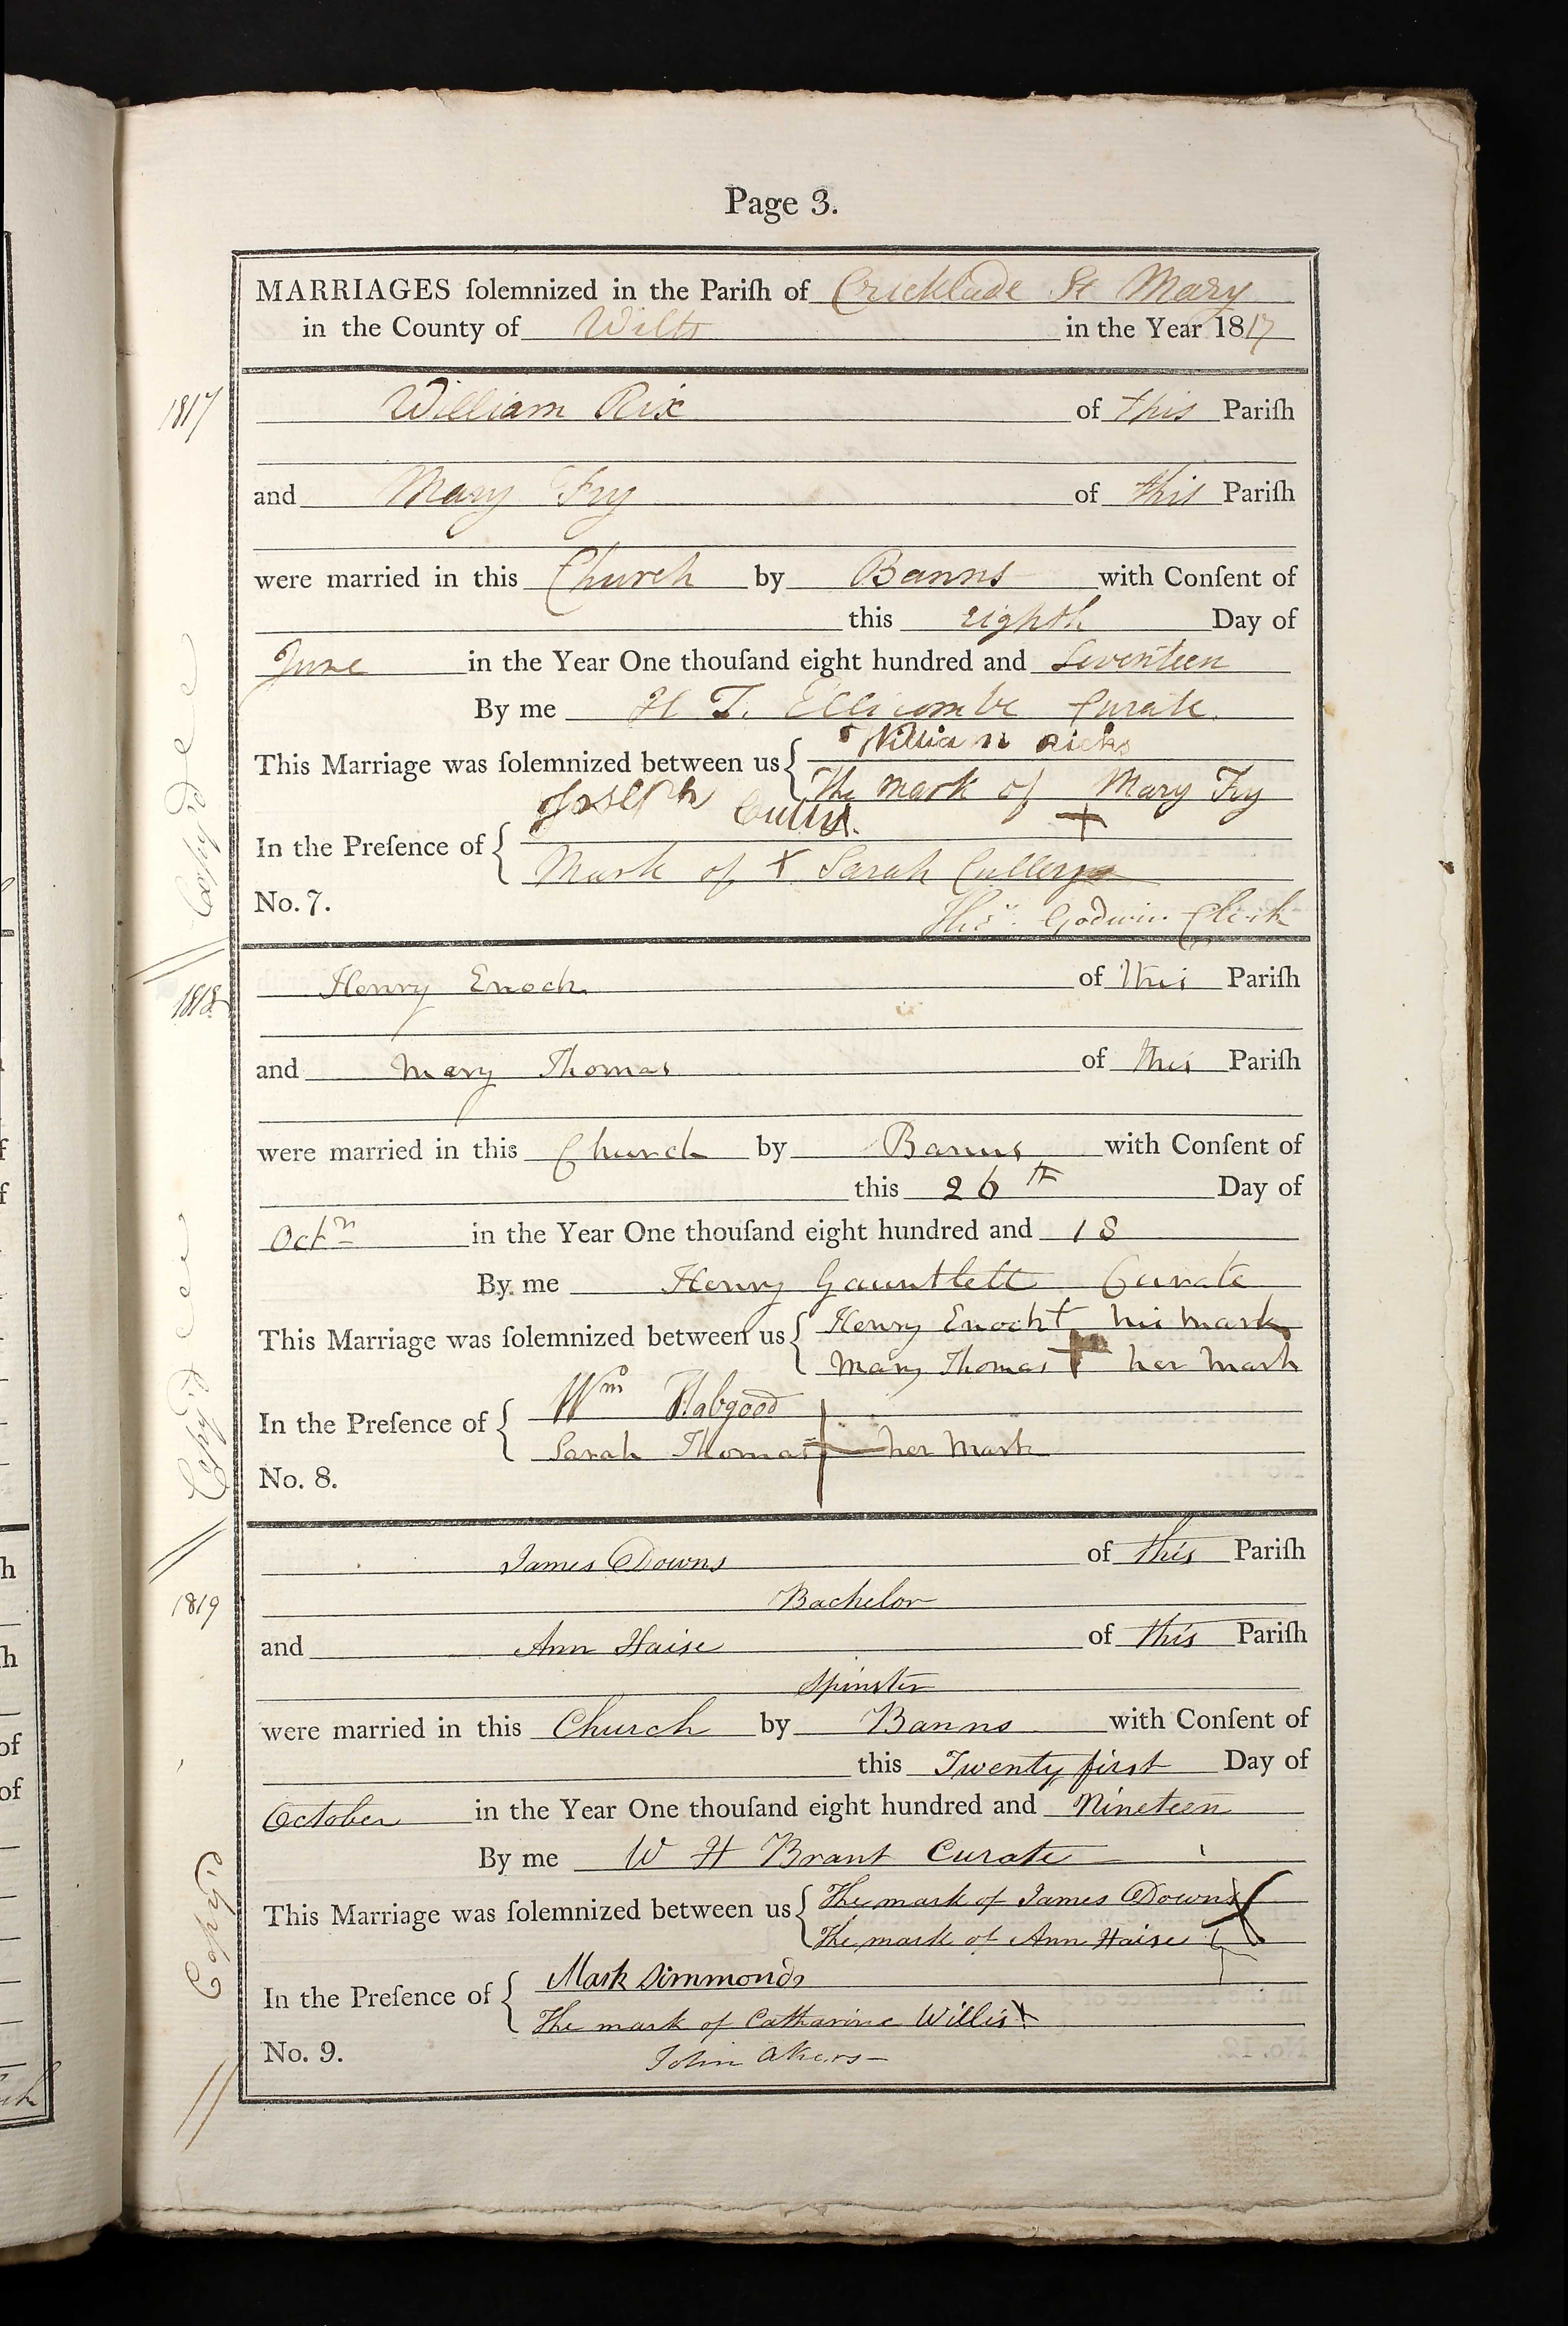 Page 3.
MARRIAGES ſolemnized in the Pariſh of Cricklade St Mary
in the County of Wilts in the Year 1817
1817
William Rix of this Pariſh
and Mary Fry of this Pariſh
were married in this Church by Banns with Conſent of
this eighth Day of
June in the Year One thouſand eight hundred and Seventeen
By me H T. Ellicombe Curate.
This Marriage was ſolemnized between us { William Ricks
The mark of Mary Fry +
In the Preſence of { Joseph
Mark of + Sarah
No. 7.
Thos. Godwin Clerk
Copied
1818
Henry Enoch of this Pariſh
and Mary Thomas of this Pariſh
were married in this Church by Banns with Conſent of
this 26th Day of
Octr in the Year One thouſand eight hundred and 18
By me Henry Gauntlett Curate
This Marriage was ſolemnized between us { Henry Enoch + his mark
Mary Thomas + her mark
In the Preſence of { Wm Habgood
Sarah Thomas + her mark
No. 8.
Copied
1819
James Downs of this Pariſh
Bachelor
and Ann Haise of this Pariſh
Spinster
were married in this Church by Banns with Conſent of
this Twenty first Day of
October in the Year One thouſand eight hundred and Nineteen
By me W H Brant Curate
This Marriage was ſolemnized between us { The mark of James Downs X
The mark of Ann Haise +
In the Preſence of { Mark Simmonds
The mark of Catharine Willis X
No. 9.
John Akers
Copy'd